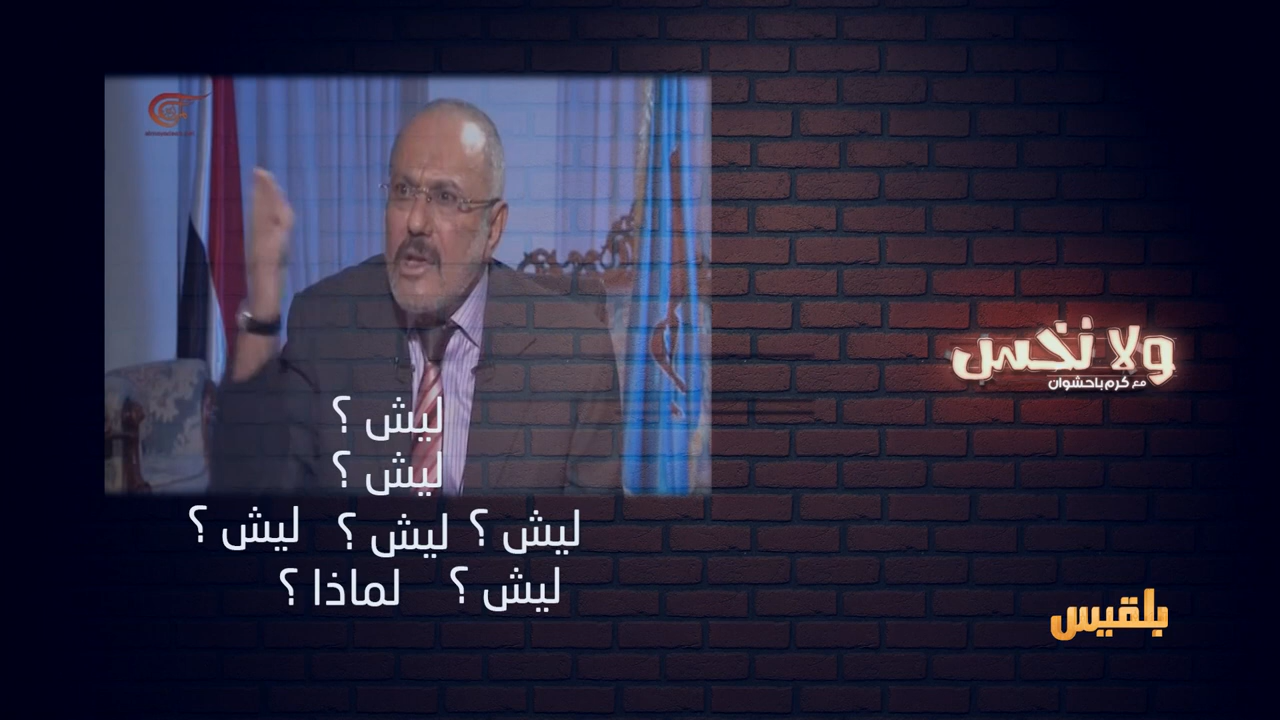 ليش ؟
ليش ؟
ليش ؟ ليش ؟ ليش ؟
ليش ؟ لماذا ؟
ولا نخس
مع كرم باحشوان
بلقيس